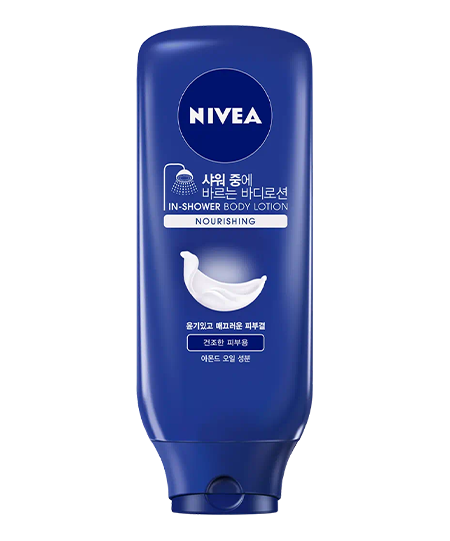 NIVEA
샤워 중에
바르는 바디로션
IN-SHOWER BODY LOTION
NOURISHING
윤기있고 매끄러운 피부결
건조한 피부용
아몬드 오일 성분